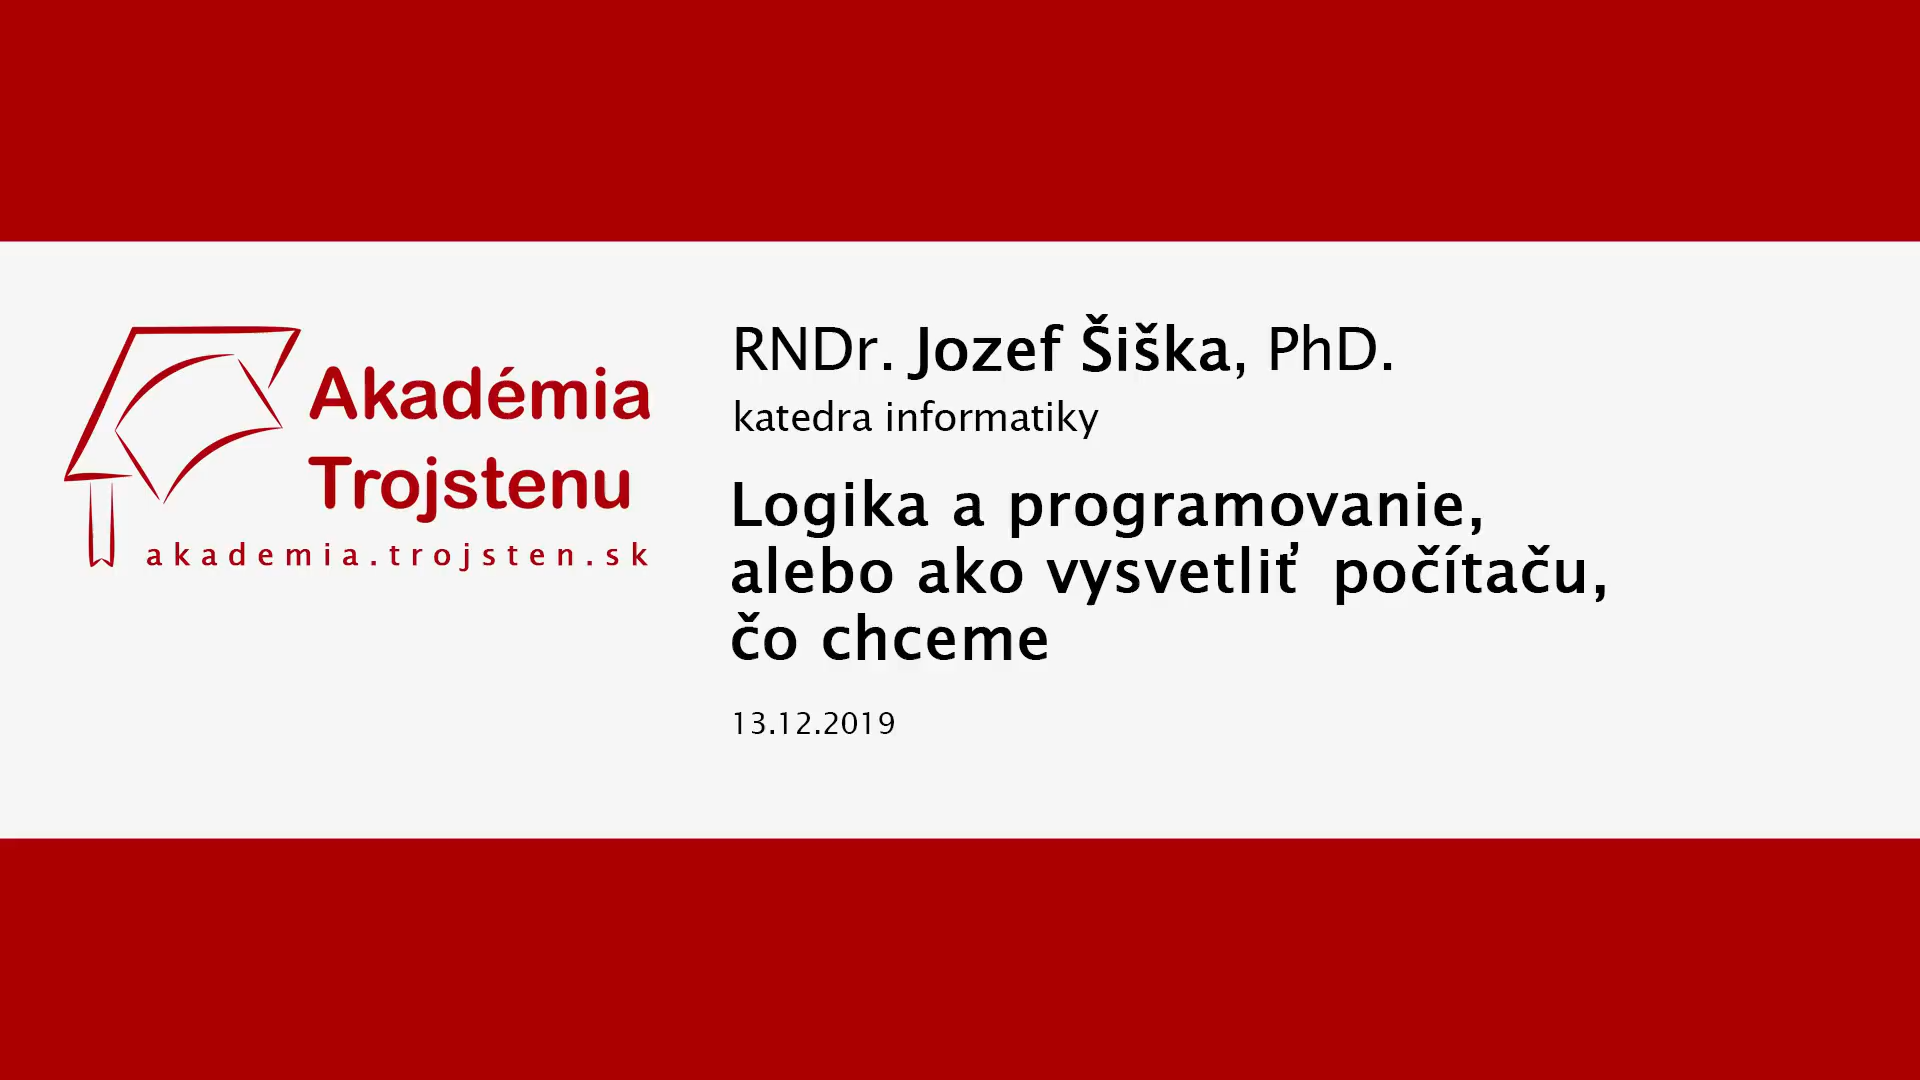 Akadémia
Trojstenu
akademia.trojsten.sk
RNDr. Jozef Šiška, PhD.
katedra informatiky
Logika a programovanie,
alebo ako vysvetliť počítaču,
čo chceme
13.12.2019